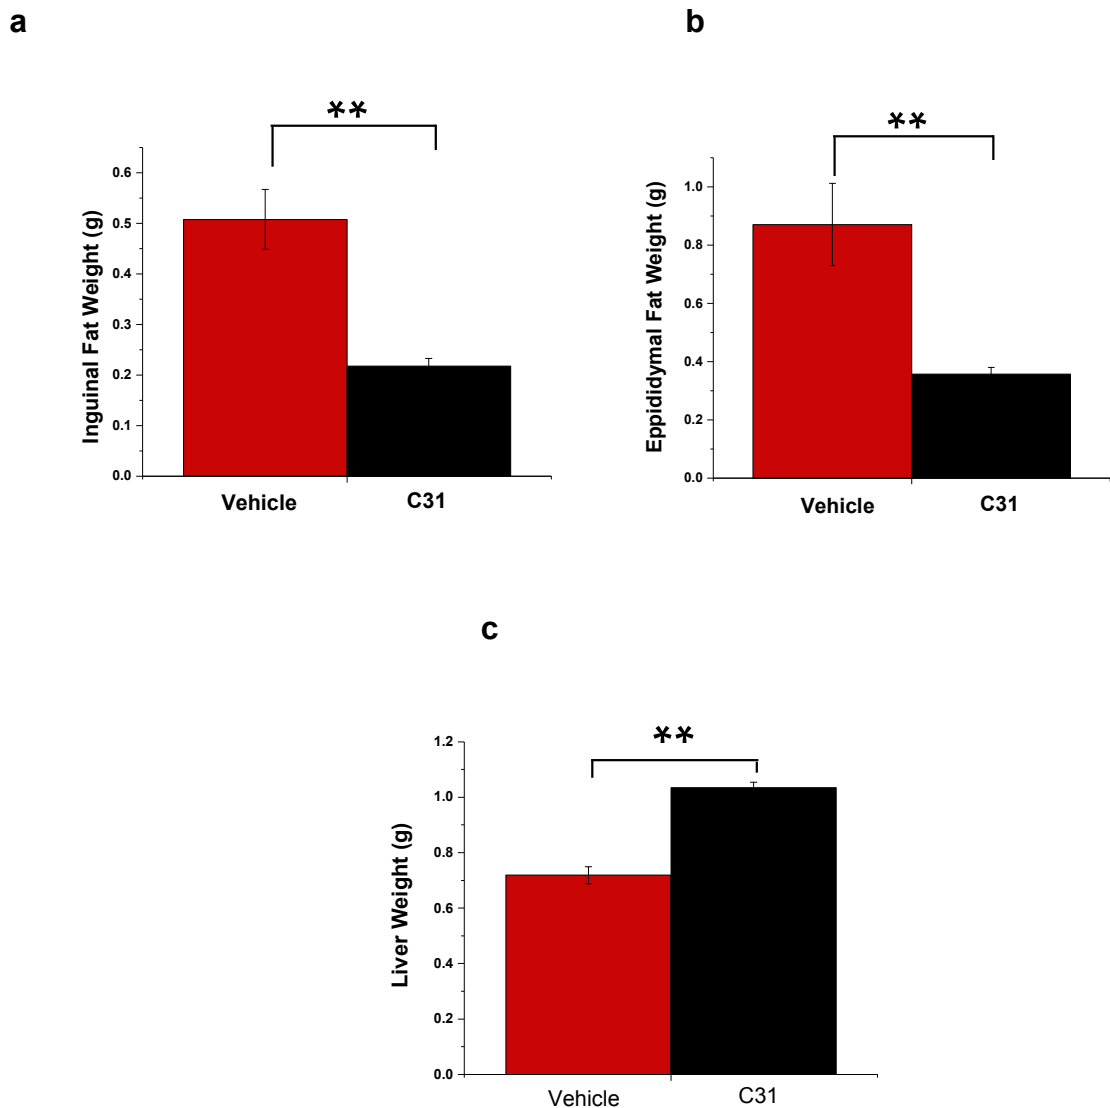 a
**
Inguinal Fat Weight (g)
0.6
0.5
0.4
0.3
0.2
0.1
0.0
Vehicle
C31
b
**
Eppididymal Fat Weight (g)
1.0
0.8
0.6
0.4
0.2
0.0
Vehicle
C31
c
**
Liver Weight (g)
1.2
1.0
0.8
0.6
0.4
0.2
0.0
Vehicle
C31